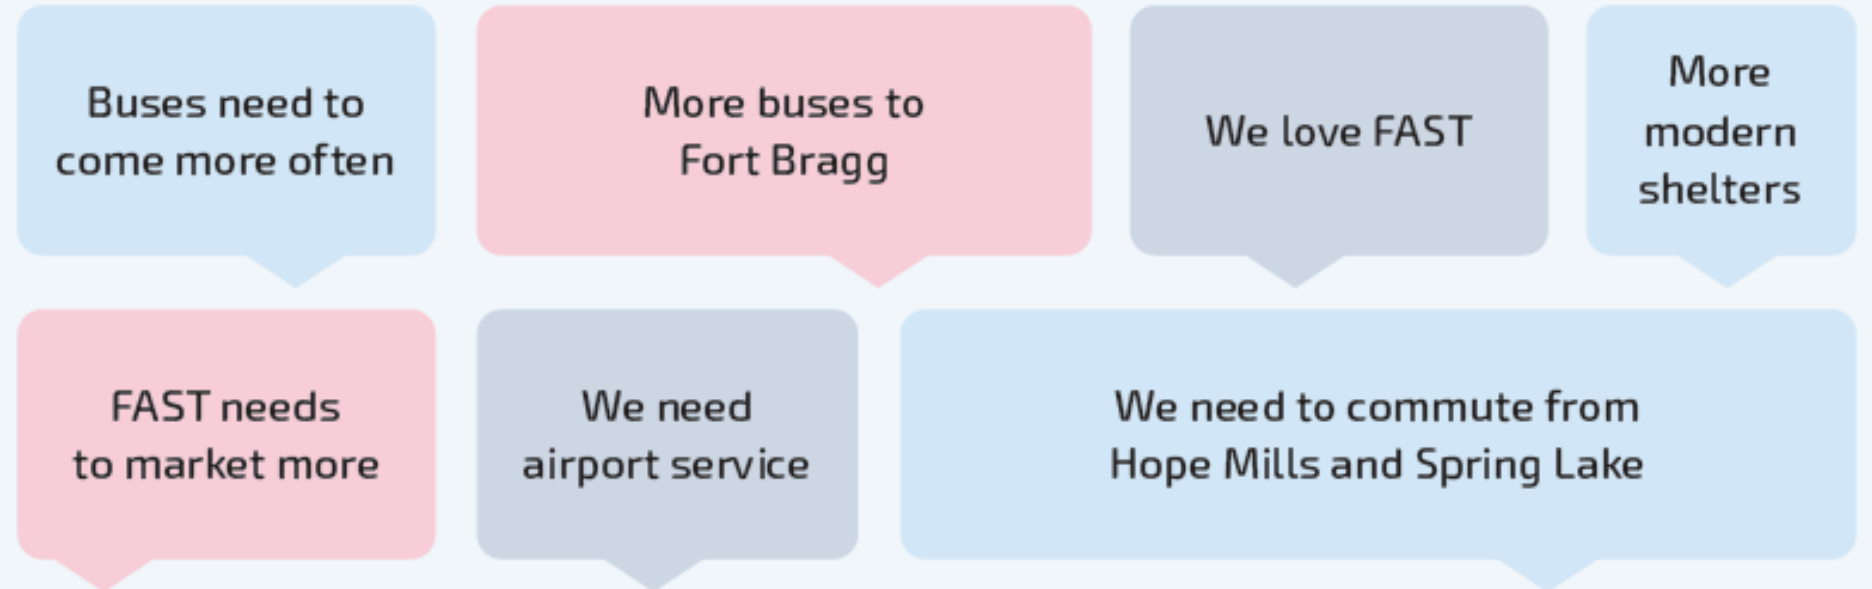 Buses need to
come more often
More buses to
Fort Bragg
We love FAST
More
modern
shelters
FAST needs
to market more
We need
airport service
We need to commute from
Hope Mills and Spring Lake